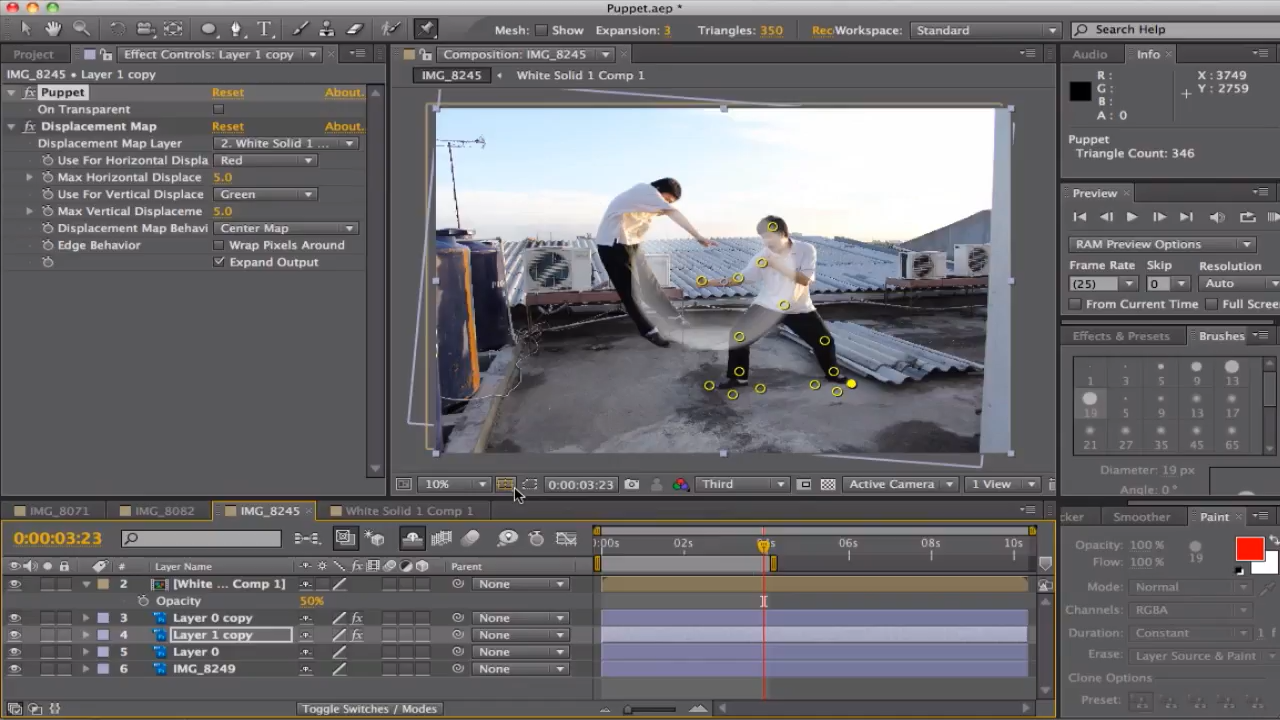 Puppet.aep *
Mesh: Show Expansion: 3 Triangles: 350 Rec Workspace: Standard Search Help
Project Effect Controls: Layer 1 copy Composition: IMG_8245 Audio Info
IMG_8245 • Layer 1 copy IMG_8245 White Solid 1 Comp 1
Puppet Reset About.
On Transparent
Displacement Map Reset About.
Displacement Map Layer 2. White Solid 1 ...
Use For Horizontal Displa Red
Max Horizontal Displace 5.0
Use For Vertical Displace Green
Max Vertical Displaceme 5.0
Displacement Map Behavi Center Map
Edge Behavior Wrap Pixels Around
Expand Output
R: X: 3749
G: Y: 2759
B:
A: 0
Puppet
Triangle Count: 346
Preview
RAM Preview Options
Frame Rate Skip Resolution
(25) 0 Auto
From Current Time Full Scree
Effects & Presets Brushes
1 3 5 9 13
19 5 9 13 17
21 27 35 45 65
Diameter: 19 px
Angle: 0°
10% 0:00:03:23 Third Active Camera 1 View
IMG_8071 IMG_8082 IMG_8245 White Solid 1 Comp 1
cker Smoother Paint
0:00:03:23 :00s 02s 04s 06s 08s 10s
# Layer Name Parent
2 [White ... Comp 1] None
Opacity 50%
3 Layer 0 copy fx None
4 Layer 1 copy fx None
5 Layer 0 None
6 IMG_8249 None
Toggle Switches / Modes
Opacity: 100 %
Flow: 100 % 19
Mode: Normal
Channels: RGBA
Duration: Constant 1 f
Erase: Layer Source & Paint
Clone Options
Preset: